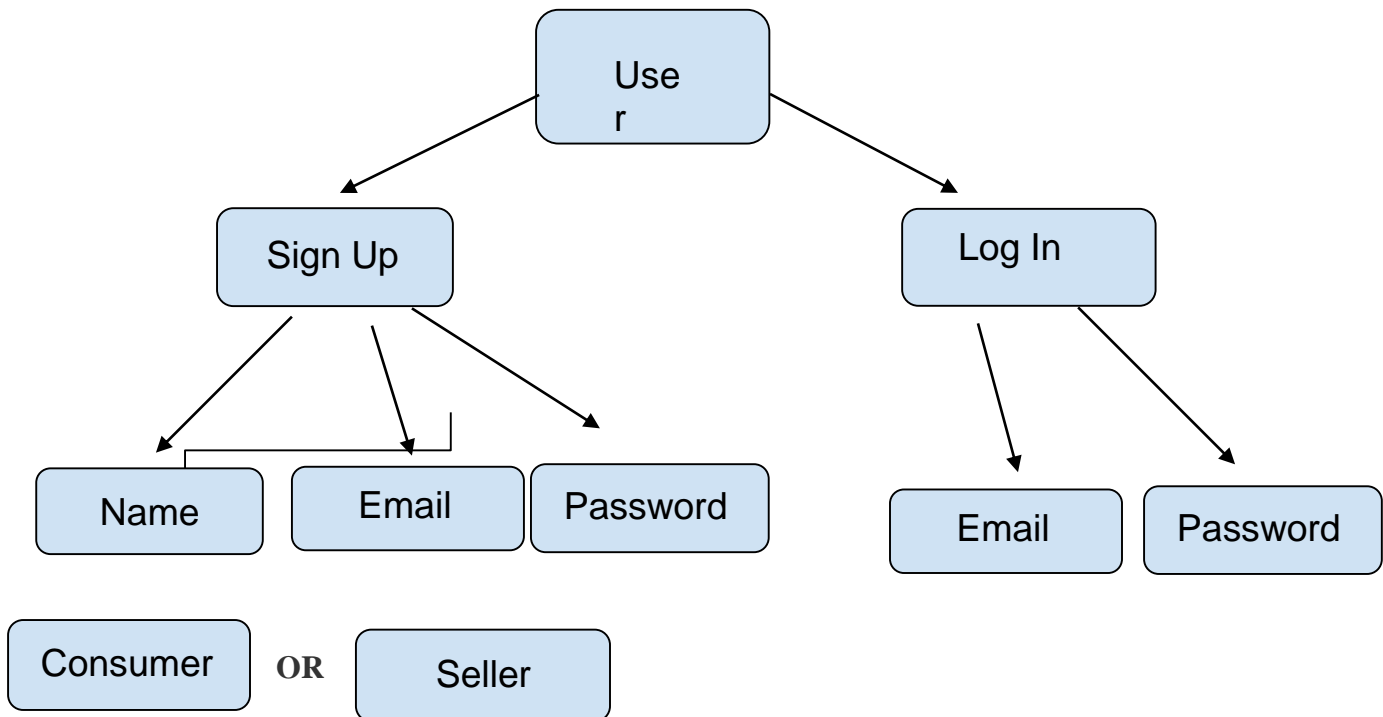 Use
r
Sign Up
Log In
Name
Email
Password
Email
Password
Consumer
OR
Seller